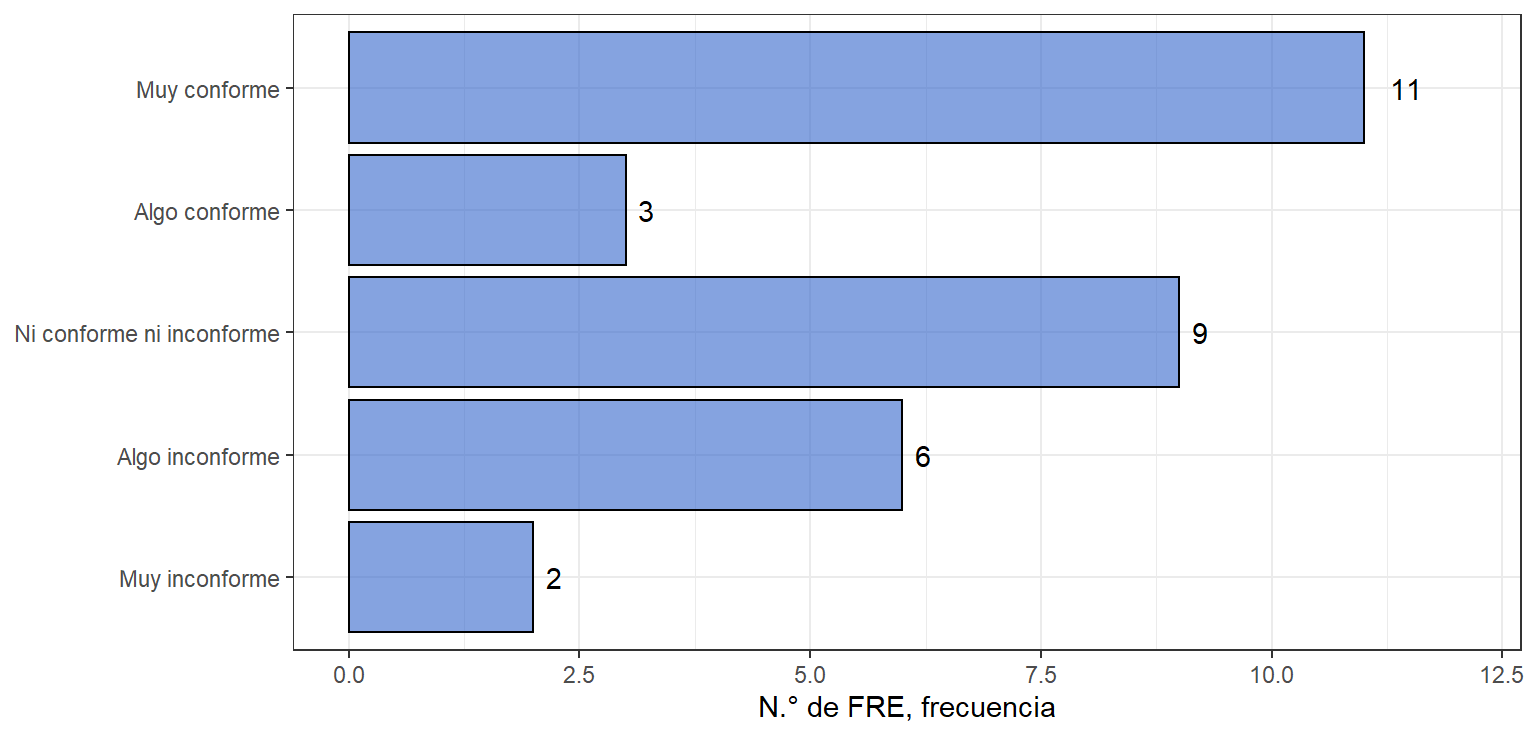 Muy conforme
11
Algo conforme
3
Ni conforme ni inconforme
9
Algo inconforme
6
Muy inconforme
2
0.0 2.5 5.0 7.5 10.0 12.5
N.° de FRE, frecuencia